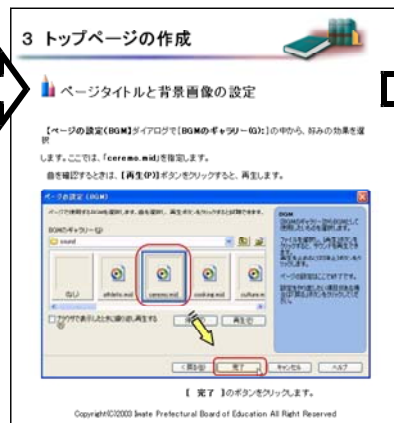 3 トップページの作成
ページタイトルと背景画像の設定
【ページの設定(BGM)】ダイアログで[BGMのギャラリー(G):]の中から、好みの効果を選択
します。ここでは、「ceremo.mid」を指定します。
曲を確認するときは、【再生(P)】ボタンをクリックすると、再生します。
ページの設定 (BGM)
BGMのギャラリー(G)
sound
(なし)
athletic.mid
ceremo.mid
cooking.mid
culture.m
再生(P)
< 戻る(B)
完了
キャンセル
ヘルプ
BGM
【 完了 】のボタンをクリックします。
Copyright(C)2003 Iwate Prefectural Board of Education All Right Reserved